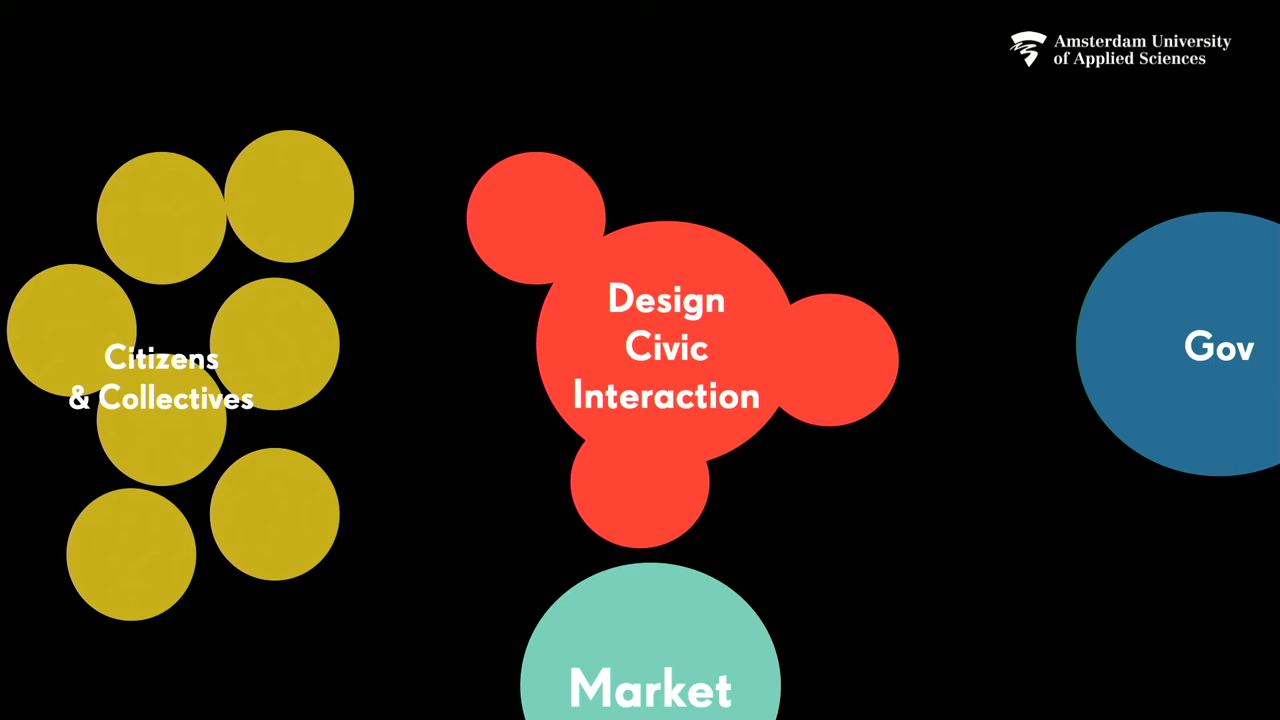 Amsterdam University
of Applied Sciences
Citizens
& Collectives
Design
Civic
Interaction
Gov
Market